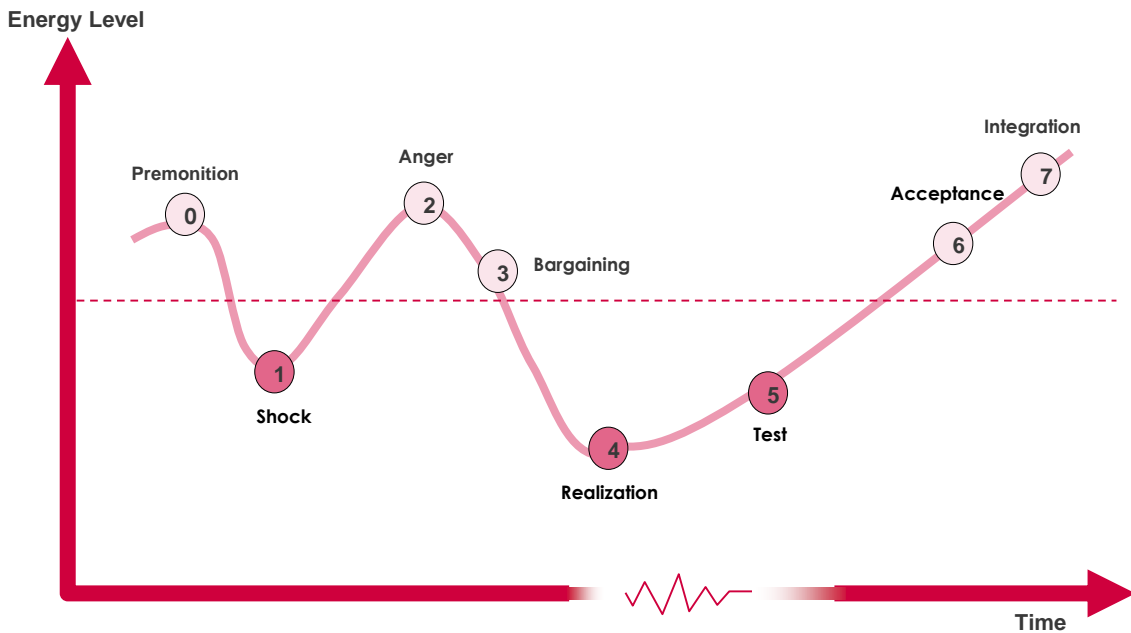 Energy Level
Integration
Anger
Premonition
Acceptance
7
2
0
6
3
Bargaining
1
5
Shock
Test
4
Realization
Time